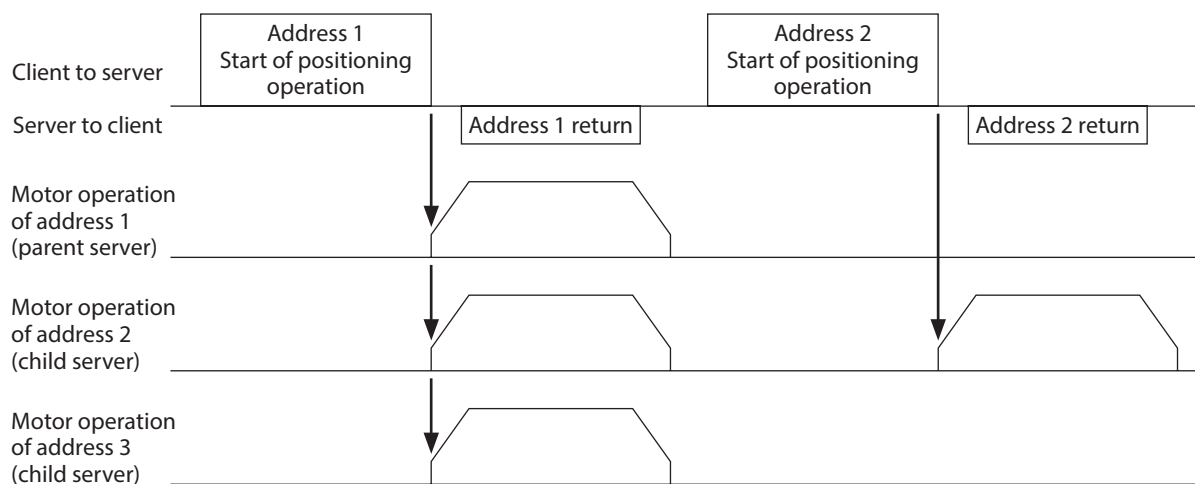 Address 1
Start of positioning
operation
Address 2
Start of positioning
operation
Client to server
Server to client
Address 1 return
Address 2 return
Motor operation
of address 1
(parent server)
Motor operation
of address 2
(child server)
Motor operation
of address 3
(child server)